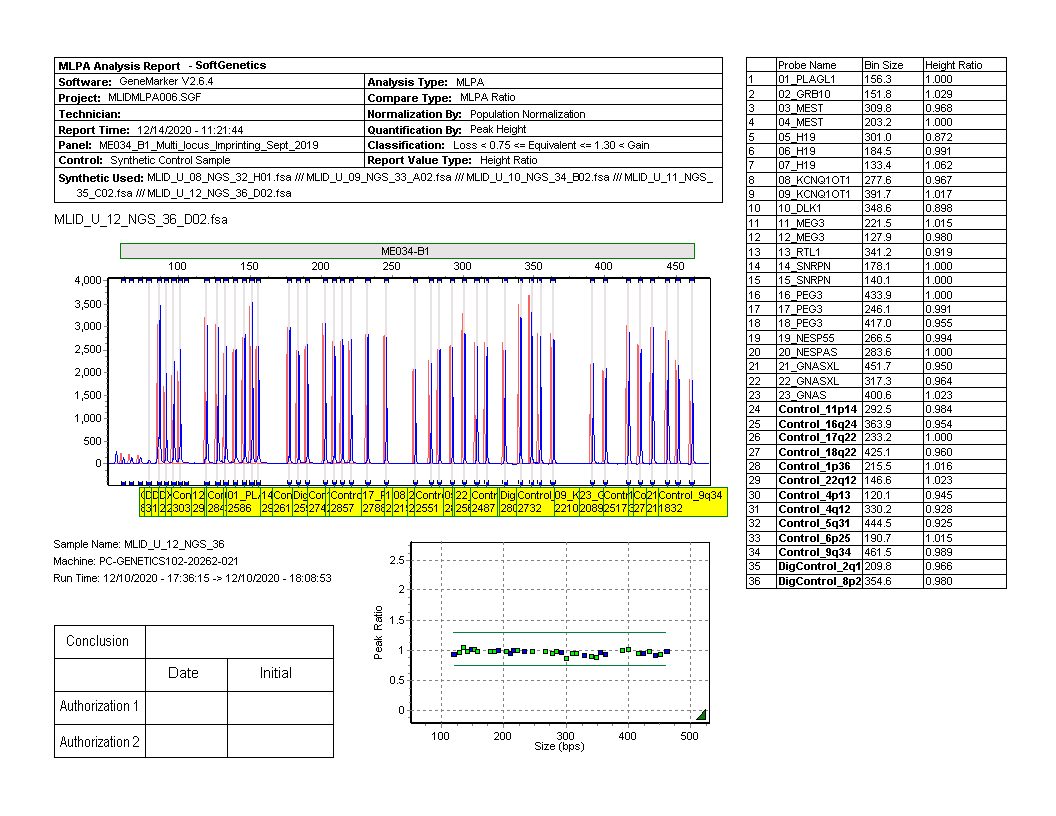 MLPA Analysis Report - SoftGenetics
Software: GeneMarker V2.6.4 Analysis Type: MLPA
Project: MLIDMLPA006.SGF Compare Type: MLPA Ratio
Technician: Normalization By: Population Normalization
Report Time: 12/14/2020 - 11:21:44 Quantification By: Peak Height
Panel: ME034_B1_Multi_locus_Imprinting_Sept_2019 Classification: Loss < 0.75 <= Equivalent <= 1.30 < Gain
Control: Synthetic Control Sample Report Value Type: Height Ratio
Synthetic Used: MLID_U_08_NGS_32_H01.fsa /// MLID_U_09_NGS_33_A02.fsa /// MLID_U_10_NGS_34_B02.fsa /// MLID_U_11_NGS_
35_C02.fsa /// MLID_U_12_NGS_36_D02.fsa
MLID_U_12_NGS_36_D02.fsa
ME034-B1
100 150 200 250 300 350 400 450
4,000
3,500
3,000
2,500
2,000
1,500
1,000
500
0
Control_9q34
1832
Sample Name: MLID_U_12_NGS_36
Machine: PC-GENETICS102-20262-021
Run Time: 12/10/2020 - 17:36:15 -> 12/10/2020 - 18:08:53
Conclusion
Date Initial
Authorization 1
Authorization 2
Peak Ratio
2.5
2
1.5
1
0.5
0
100 200 300 400 500
Size (bps)
Probe Name Bin Size Height Ratio
1 01_PLAGL1 156.3 1.000
2 02_GRB10 151.8 1.029
3 03_MEST 309.8 0.968
4 04_MEST 203.2 1.000
5 05_H19 301.0 0.872
6 06_H19 184.5 0.991
7 07_H19 133.4 1.062
8 08_KCNQ1OT1 277.6 0.967
9 09_KCNQ1OT1 391.7 1.017
10 10_DLK1 348.6 0.898
11 11_MEG3 221.5 1.015
12 12_MEG3 127.9 0.980
13 13_RTL1 341.2 0.919
14 14_SNRPN 178.1 1.000
15 15_SNRPN 140.1 1.000
16 16_PEG3 433.9 1.000
17 17_PEG3 246.1 0.991
18 18_PEG3 417.0 0.955
19 19_NESP55 266.5 0.994
20 20_NESPAS 283.6 1.000
21 21_GNASXL 451.7 0.950
22 22_GNASXL 317.3 0.964
23 23_GNAS 400.6 1.023
24 Control_11p14 292.5 0.984
25 Control_16q24 363.9 0.954
26 Control_17q22 233.2 1.000
27 Control_18q22 425.1 0.960
28 Control_1p36 215.5 1.016
29 Control_22q12 146.6 1.023
30 Control_4p13 120.1 0.945
31 Control_4q12 330.2 0.928
32 Control_5q31 444.5 0.925
33 Control_6p25 190.7 1.015
34 Control_9q34 461.5 0.989
35 DigControl_2q1 209.8 0.966
36 DigControl_8p2 354.6 0.980